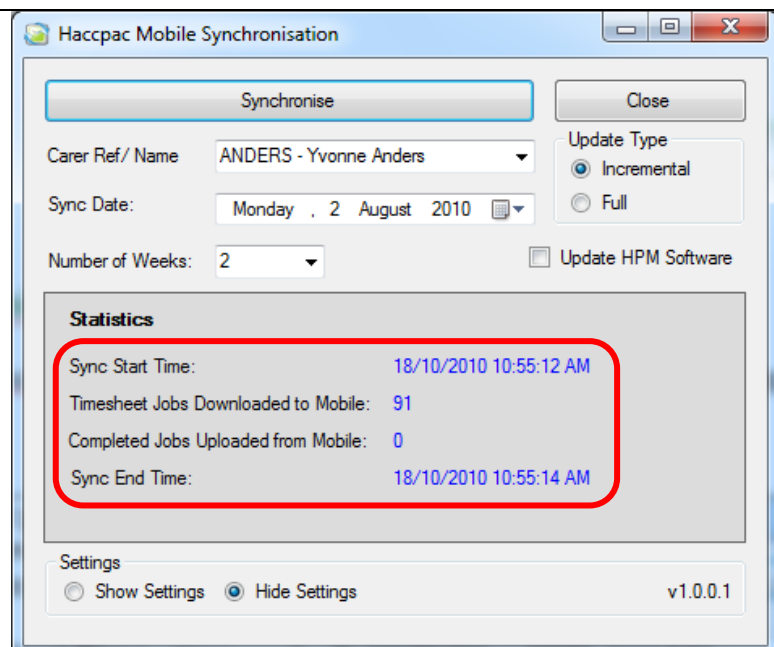 Haccpac Mobile Synchronisation
Synchronise
Close
Carer Ref/ Name
ANDERS - Yvonne Anders
Update Type
Incremental
Full
Sync Date:
Monday , 2 August 2010
Number of Weeks:
2
Update HPM Software
Statistics
Sync Start Time: 18/10/2010 10:55:12 AM
Timesheet Jobs Downloaded to Mobile: 91
Completed Jobs Uploaded from Mobile: 0
Sync End Time: 18/10/2010 10:55:14 AM
Settings
Show Settings
Hide Settings
v1.0.0.1